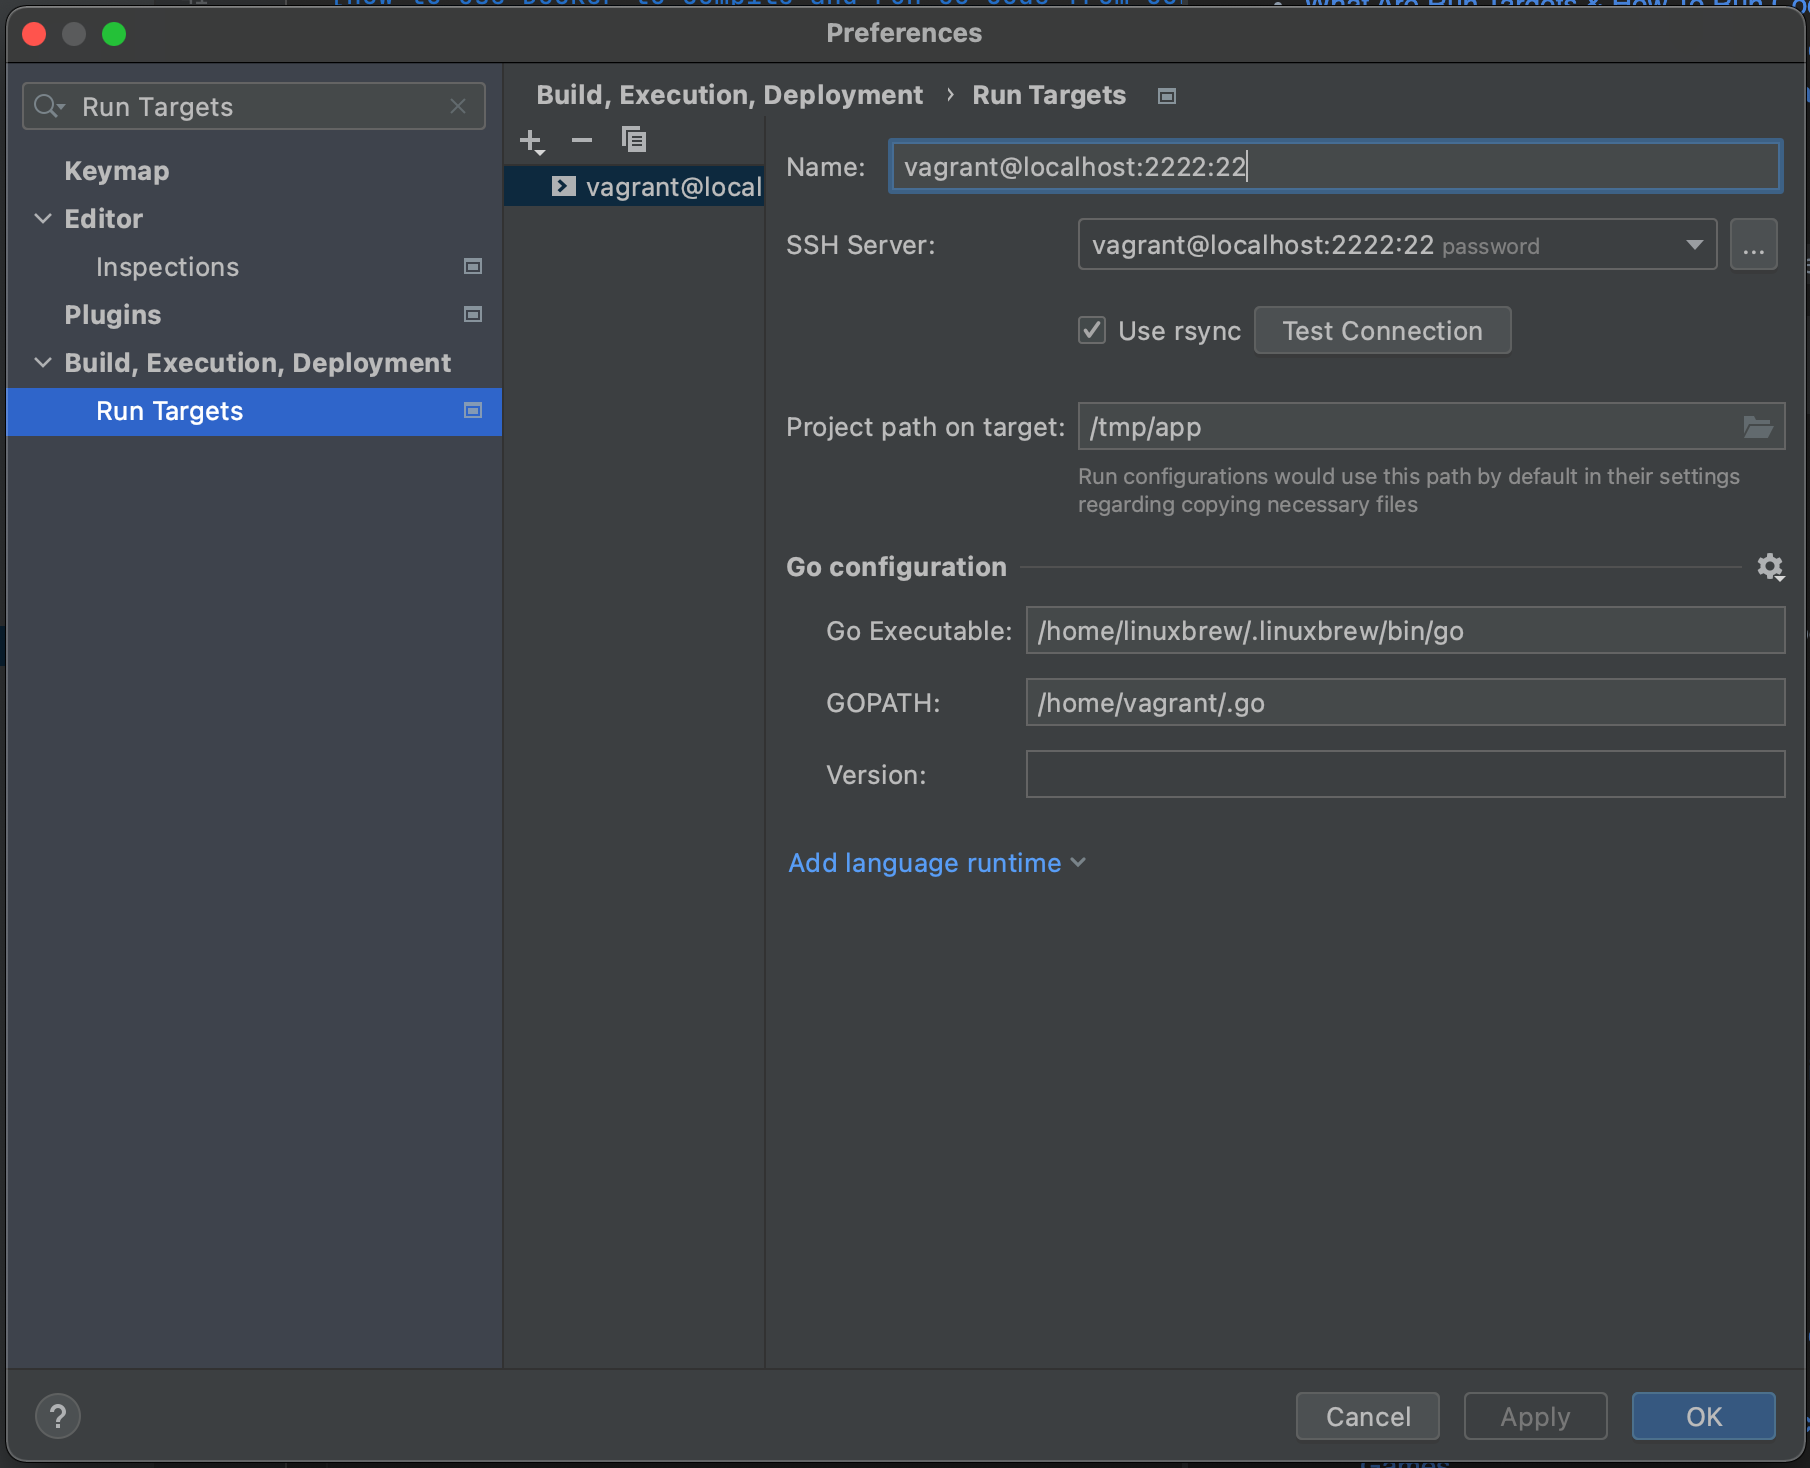 Preferences
Run Targets
Keymap
Editor
Inspections
Plugins
Build, Execution, Deployment
Run Targets
Build, Execution, Deployment › Run Targets
vagrant@local
Name: vagrant@localhost:2222:22
SSH Server: vagrant@localhost:2222:22 password ...
Use rsync Test Connection
Project path on target: /tmp/app
Run configurations would use this path by default in their settings
regarding copying necessary files
Go configuration
Go Executable: /home/linuxbrew/.linuxbrew/bin/go
GOPATH: /home/vagrant/.go
Version:
Add language runtime
? Cancel Apply OK